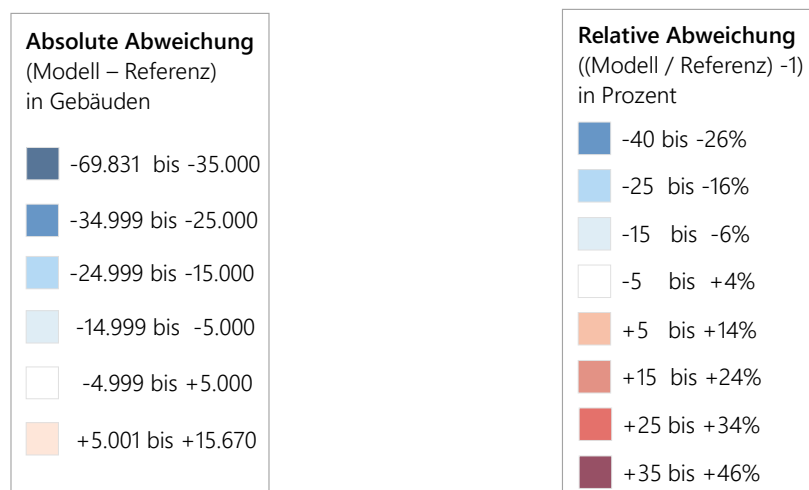 Absolute Abweichung
(Modell – Referenz)
in Gebäuden
-69.831 bis -35.000
-34.999 bis -25.000
-24.999 bis -15.000
-14.999 bis -5.000
-4.999 bis +5.000
+5.001 bis +15.670
Relative Abweichung
((Modell / Referenz) -1)
in Prozent
-40 bis -26%
-25 bis -16%
-15 bis -6%
-5 bis +4%
+5 bis +14%
+15 bis +24%
+25 bis +34%
+35 bis +46%